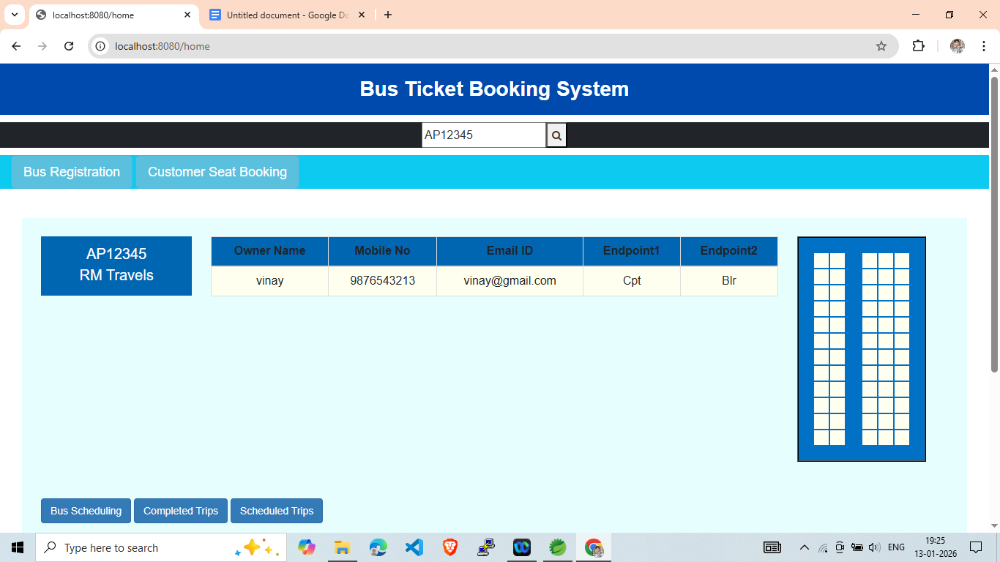 localhost:8080/home
Untitled document - Google Do
localhost:8080/home
Bus Ticket Booking System
AP12345
Bus Registration
Customer Seat Booking
AP12345
RM Travels
Owner Name Mobile No Email ID Endpoint1 Endpoint2
vinay 9876543213 vinay@gmail.com Cpt Blr
Bus Scheduling
Completed Trips
Scheduled Trips
Type here to search
ENG
19:25
13-01-2026